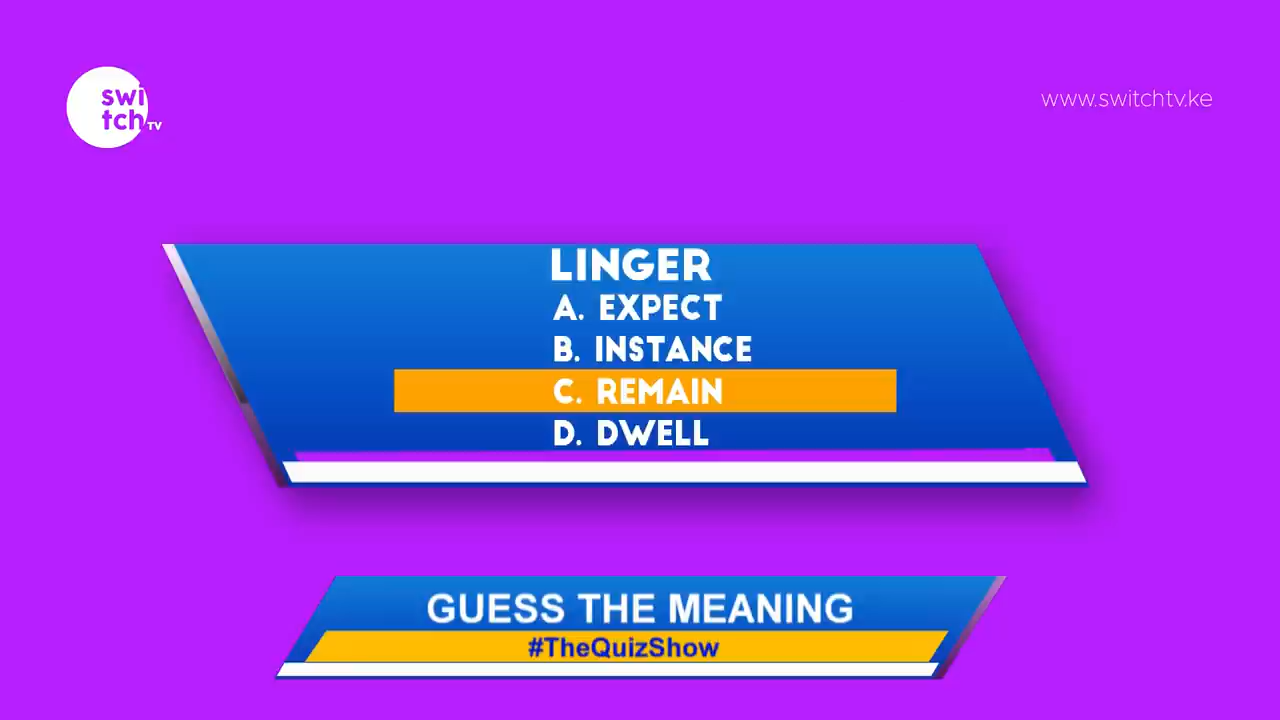 swi
tch TV
www.switchtv.ke
LINGER
A. EXPECT
B. INSTANCE
C. REMAIN
D. DWELL
GUESS THE MEANING
#TheQuizShow